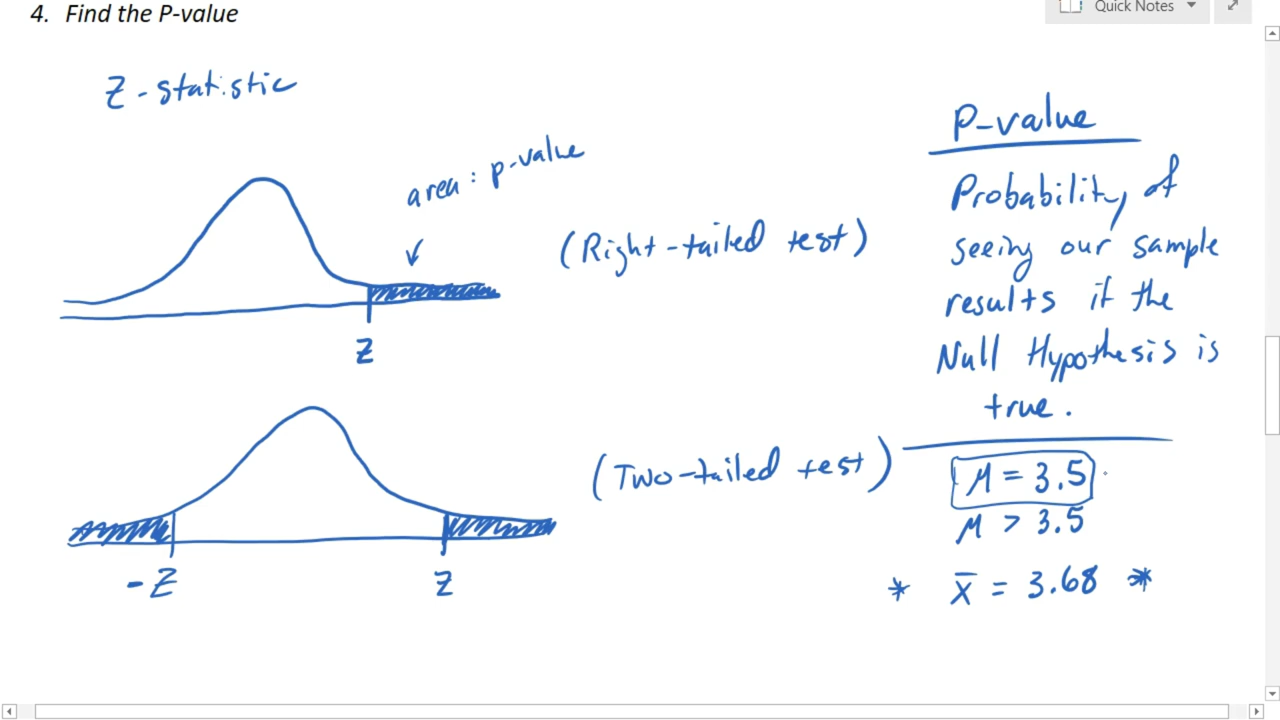 4. Find the P-value
Quick Notes
Z-statistic
area: p-value
(Right-tailed test)
Z
(Two-tailed test)
-Z
Z
P-value
Probability of
seeing our sample
results if the
Null Hypothesis is
true.
μ = 3.5
μ > 3.5
* x̄ = 3.68 *